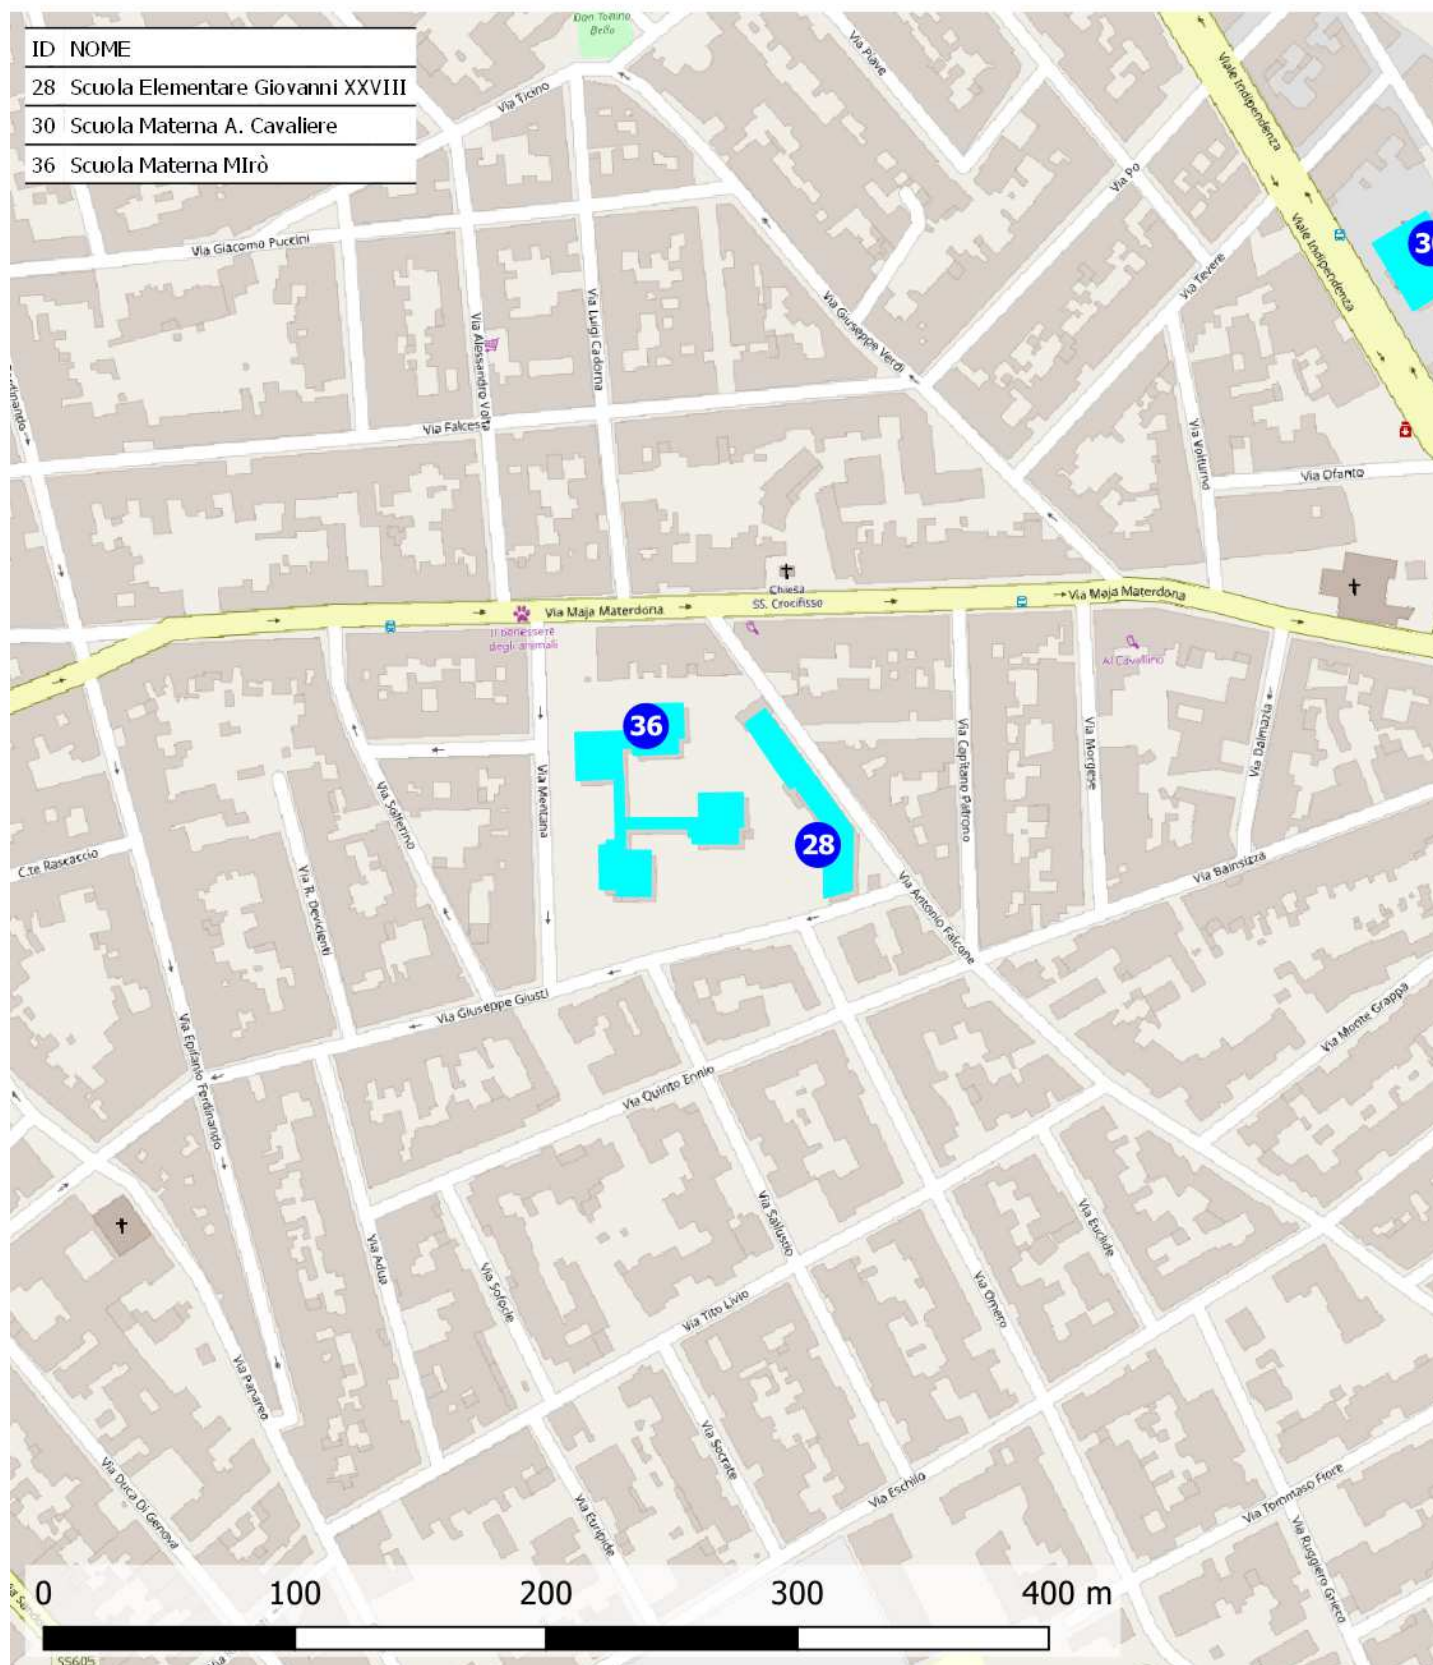 ID NOME
28 Scuola Elementare Giovanni XXVIII
30 Scuola Materna A. Cavaliere
36 Scuola Materna MIrò
Don Tonino
Bello
Via Piave
Viale Indipendenza
Via Ticino
Via Po
Via Giacomo Puccini
Viale Indipendenza
Via Tevere
Via Luigi Cadorna
Via Alessandro Volta
Via Giuseppe Verdi
Via Falcesa
Via Volturno
Via Ofanto
Chiesa
SS. Crocifisso
Via Maja Materdona
Via Maja Materdona
Il benessere
degli animali
Al Cavallino
36
Via Dalmazia
Via Capitano Patrono
Via Morgese
Via Mentana
Via Solferino
28
C.te Rascaccio
Via Bainsizza
Via R. Devicienti
Via Antonio Falcone
Via Giuseppe Giusti
Via Monte Grappa
Via Epifanio Ferdinando
Via Quinto Ennio
Via Sallustio
Via Euclide
Via Adua
Via Sofocle
Via Omero
Via Tito Livio
Via Panareo
Via Socrate
Via Eschilo
Via Duca Di Genova
Via Euripide
Via Tommaso Fiore
Via Ruggiero Grieco
0 100 200 300 400 m
SS605